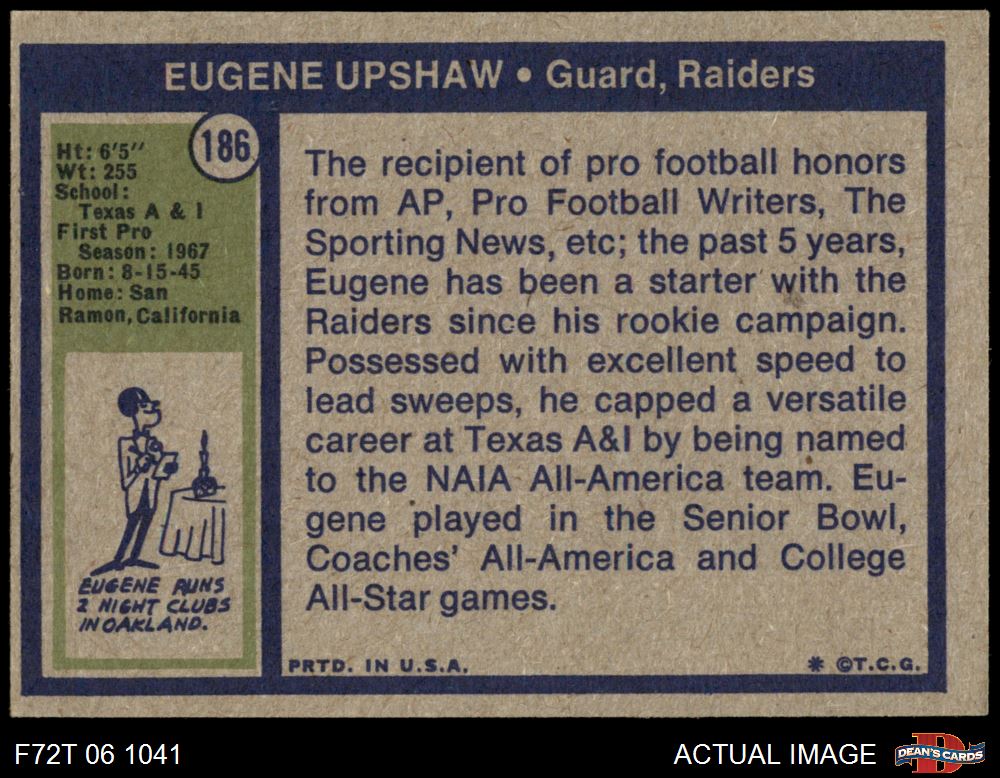 EUGENE UPSHAW • Guard, Raiders
186
Ht: 6'5"
Wt: 255
School:
Texas A & I
First Pro
Season: 1967
Born: 8-15-45
Home: San
Ramon, California
EUGENE RUNS
2 NIGHT CLUBS
IN OAKLAND.
The recipient of pro football honors
from AP, Pro Football Writers, The
Sporting News, etc; the past 5 years,
Eugene has been a starter with the
Raiders since his rookie campaign.
Possessed with excellent speed to
lead sweeps, he capped a versatile
career at Texas A&I by being named
to the NAIA All-America team. Eu-
gene played in the Senior Bowl,
Coaches' All-America and College
All-Star games.
PRTD. IN U.S.A.
* ©T.C.G.
F72T 06 1041
ACTUAL IMAGE
D
DEAN'S CARDS